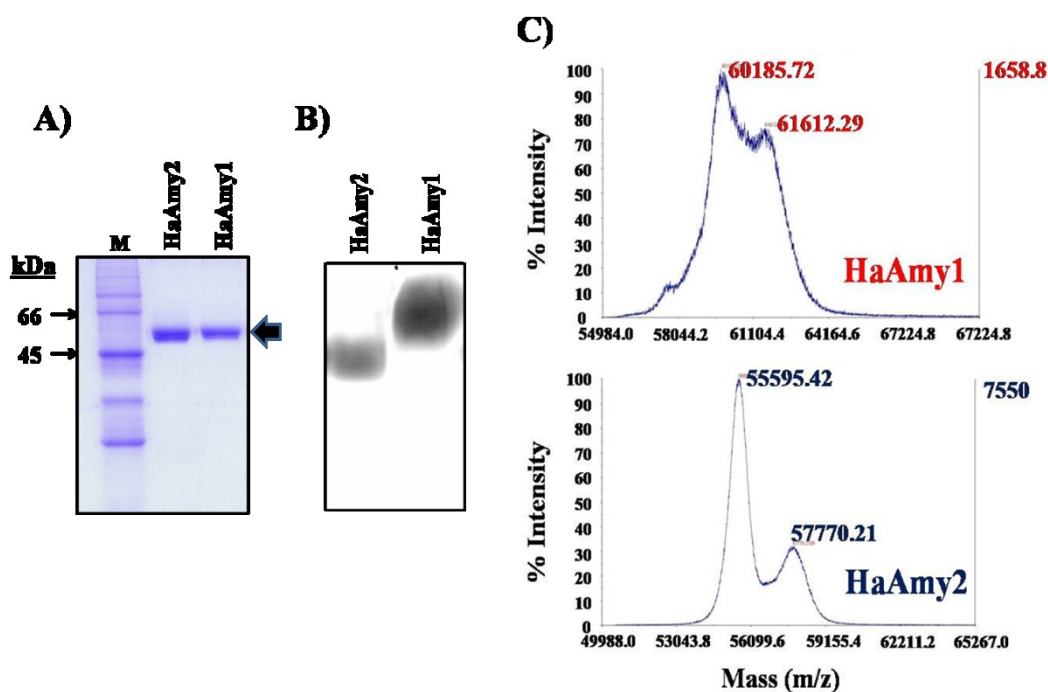 A)
HaAmy2
HaAmy1
M
kDa
66
45
B)
HaAmy2
HaAmy1
C)
% Intensity
100
90
80
70
60
50
40
30
20
10
0
60185.72
61612.29
1658.8
HaAmy1
54984.0 58044.2 61104.4 64164.6 67224.8 67224.8
% Intensity
100
90
80
70
60
50
40
30
20
10
0
55595.42
57770.21
7550
HaAmy2
49988.0 53043.8 56099.6 59155.4 62211.2 65267.0
Mass (m/z)